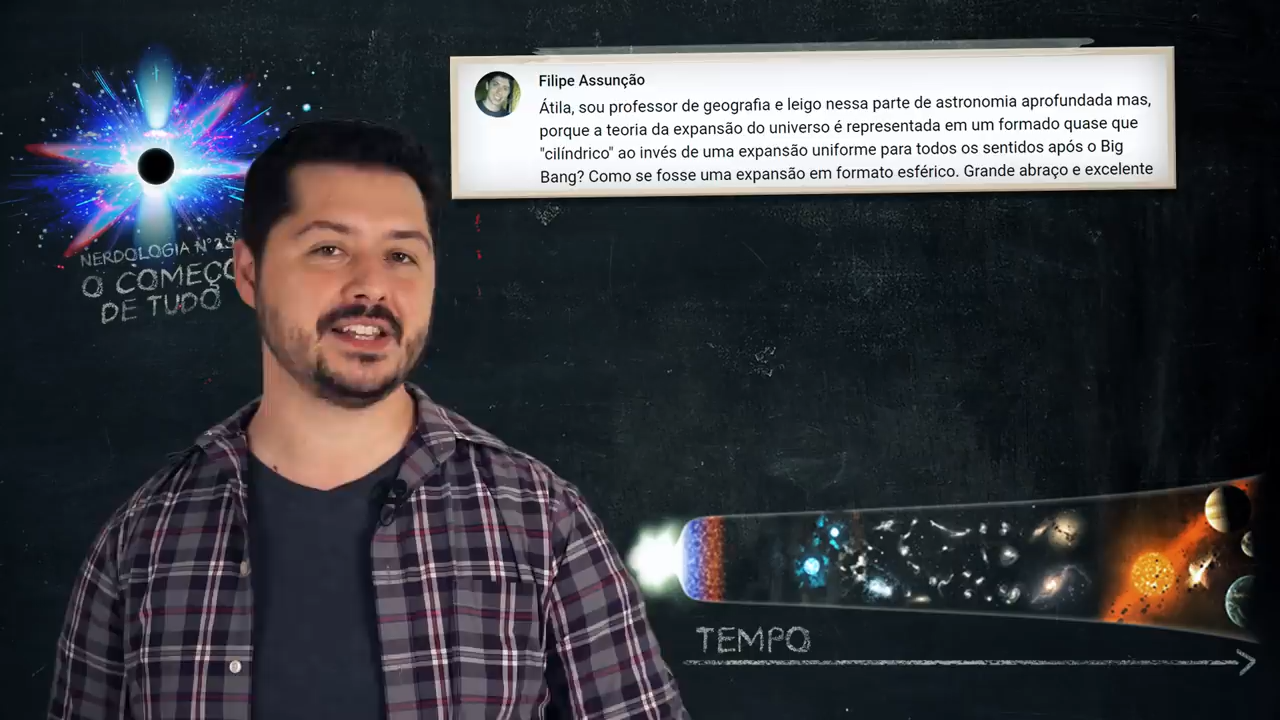 Filipe Assunção
Átila, sou professor de geografia e leigo nessa parte de astronomia aprofundada mas,
porque a teoria da expansão do universo é representada em um formado quase que
"cilíndrico" ao invés de uma expansão uniforme para todos os sentidos após o Big
Bang? Como se fosse uma expansão em formato esférico. Grande abraço e excelente
NERDOLOGIA Nº
O COMEÇO
DE TUDO
TEMPO